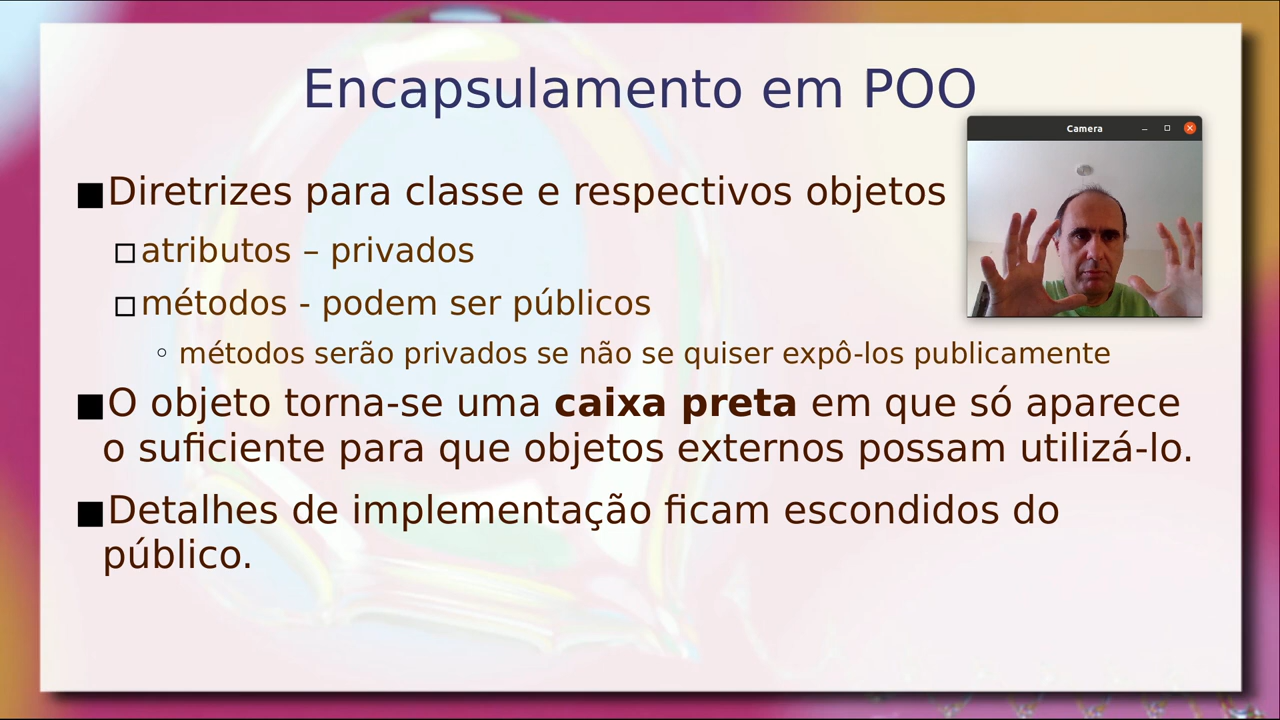 Encapsulamento em POO
Camera
Diretrizes para classe e respectivos objetos
atributos – privados
métodos - podem ser públicos
métodos serão privados se não se quiser expô-los publicamente
O objeto torna-se uma caixa preta em que só aparece
o suficiente para que objetos externos possam utilizá-lo.
Detalhes de implementação ficam escondidos do
público.